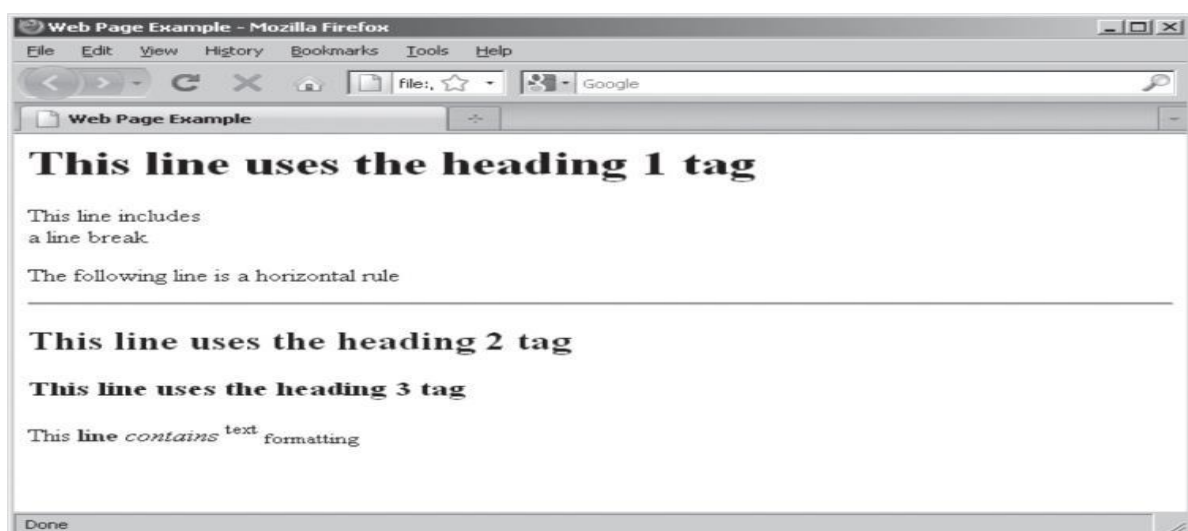 Web Page Example - Mozilla Firefox
File Edit View History Bookmarks Tools Help
file:, Google
Web Page Example
This line uses the heading 1 tag
This line includes
a line break
The following line is a horizontal rule
This line uses the heading 2 tag
This line uses the heading 3 tag
This line contains text formatting
Done